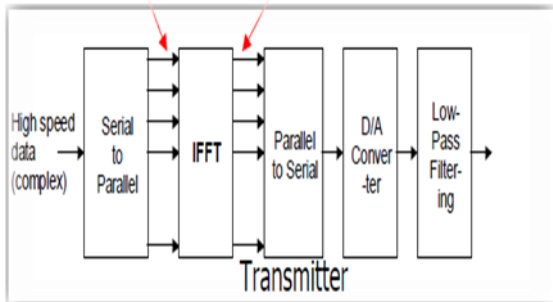 High speed
data
(complex)
Serial
to
Parallel
IFFT
Parallel
to Serial
D/A
Conver
-ter
Low-
Pass
Filter-
ing
Transmitter